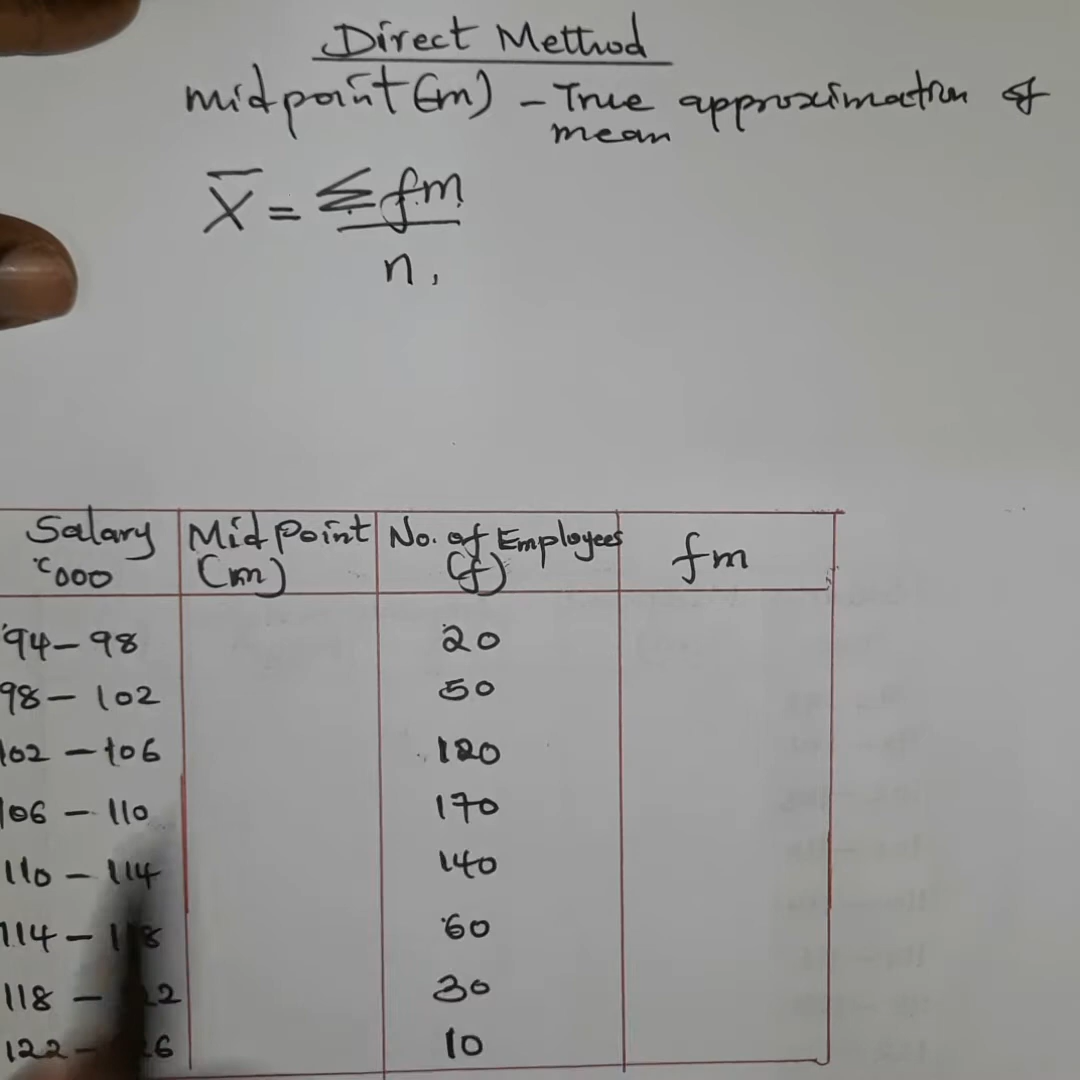 Direct Method
midpoint (m) - True approximation of
mean
X̄ = Σfm
n,
Salary Mid Point No. of Employees fm
'000 (m) (f)
94 - 98 20
98 - 102 50
102 - 106 120
106 - 110 170
110 - 114 140
114 - 118 60
118 - 30
122 - 10